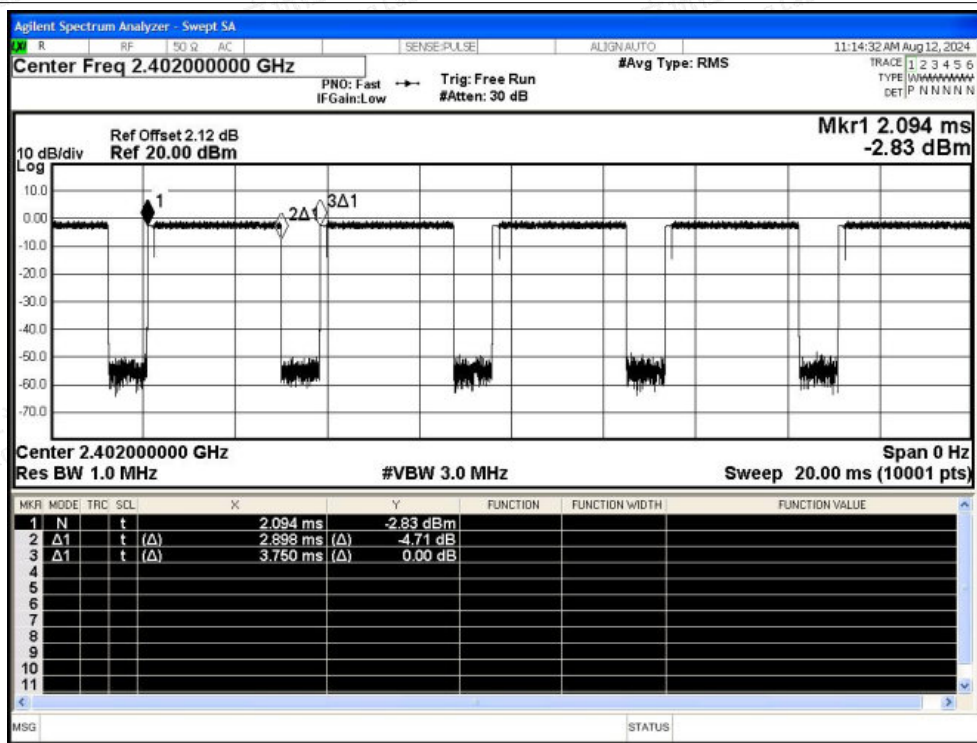 Agilent Spectrum Analyzer - Swept SA
LXI R RF 50 Ω AC SENSE:PULSE ALIGNAUTO 11:14:32 AM Aug 12, 2024
Center Freq 2.402000000 GHz #Avg Type: RMS TRACE 1 2 3 4 5 6
PNO: Fast Trig: Free Run TYPE
IFGain:Low #Atten: 30 dB DET P N N N N N
Mkr1 2.094 ms
Ref Offset 2.12 dB
10 dB/div Ref 20.00 dBm -2.83 dBm
Log
10.0
1 2Δ1 3Δ1
0.00
-10.0
-20.0
-30.0
-40.0
-50.0
-60.0
-70.0
Center 2.402000000 GHz Span 0 Hz
Res BW 1.0 MHz #VBW 3.0 MHz Sweep 20.00 ms (10001 pts)
MKR MODE TRC SCL X Y FUNCTION FUNCTION WIDTH FUNCTION VALUE
1 N t 2.094 ms -2.83 dBm
2 Δ1 t (Δ) 2.898 ms (Δ) -4.71 dB
3 Δ1 t (Δ) 3.750 ms (Δ) 0.00 dB
4
5
6
7
8
9
10
11
MSG STATUS